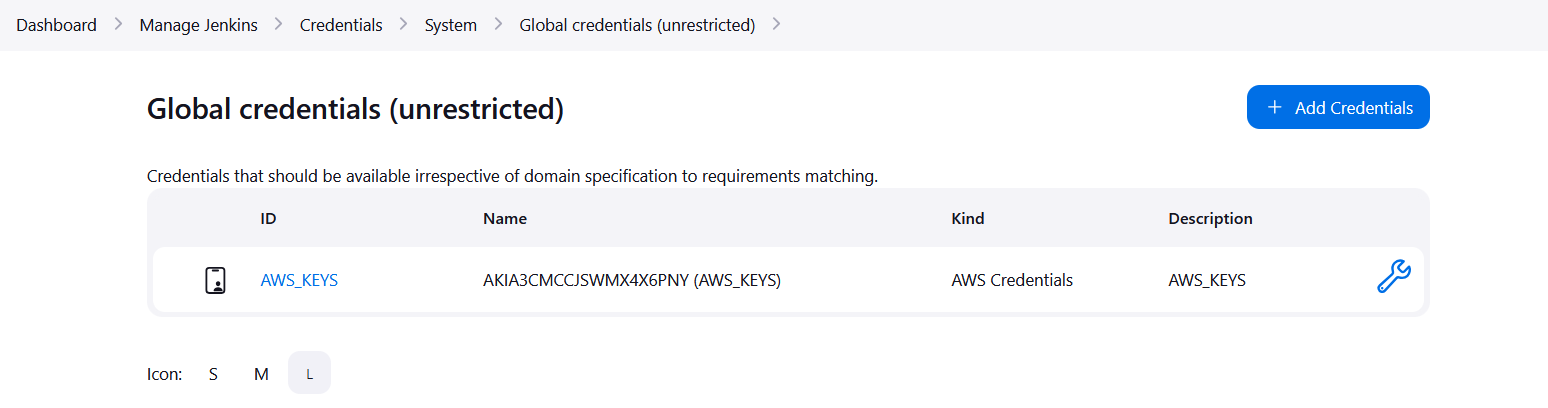 Dashboard > Manage Jenkins > Credentials > System > Global credentials (unrestricted) >
Global credentials (unrestricted)
+ Add Credentials
Credentials that should be available irrespective of domain specification to requirements matching.
ID Name Kind Description
AWS_KEYS AKIA3CMCCJSWMX4X6PNY (AWS_KEYS) AWS Credentials AWS_KEYS
Icon: S M L